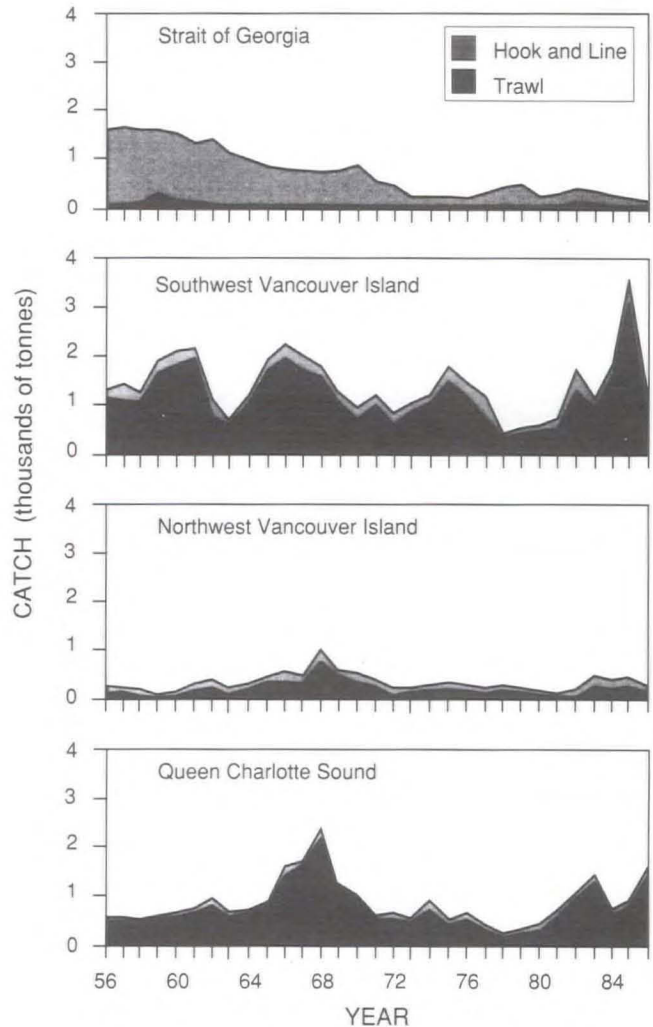 4
Strait of Georgia
Hook and Line
Trawl
3
2
1
0
4
Southwest Vancouver Island
3
2
1
0
CATCH (thousands of tonnes)
4
Northwest Vancouver Island
3
2
1
0
4
Queen Charlotte Sound
3
2
1
0
56 60 64 68 72 76 80 84
YEAR